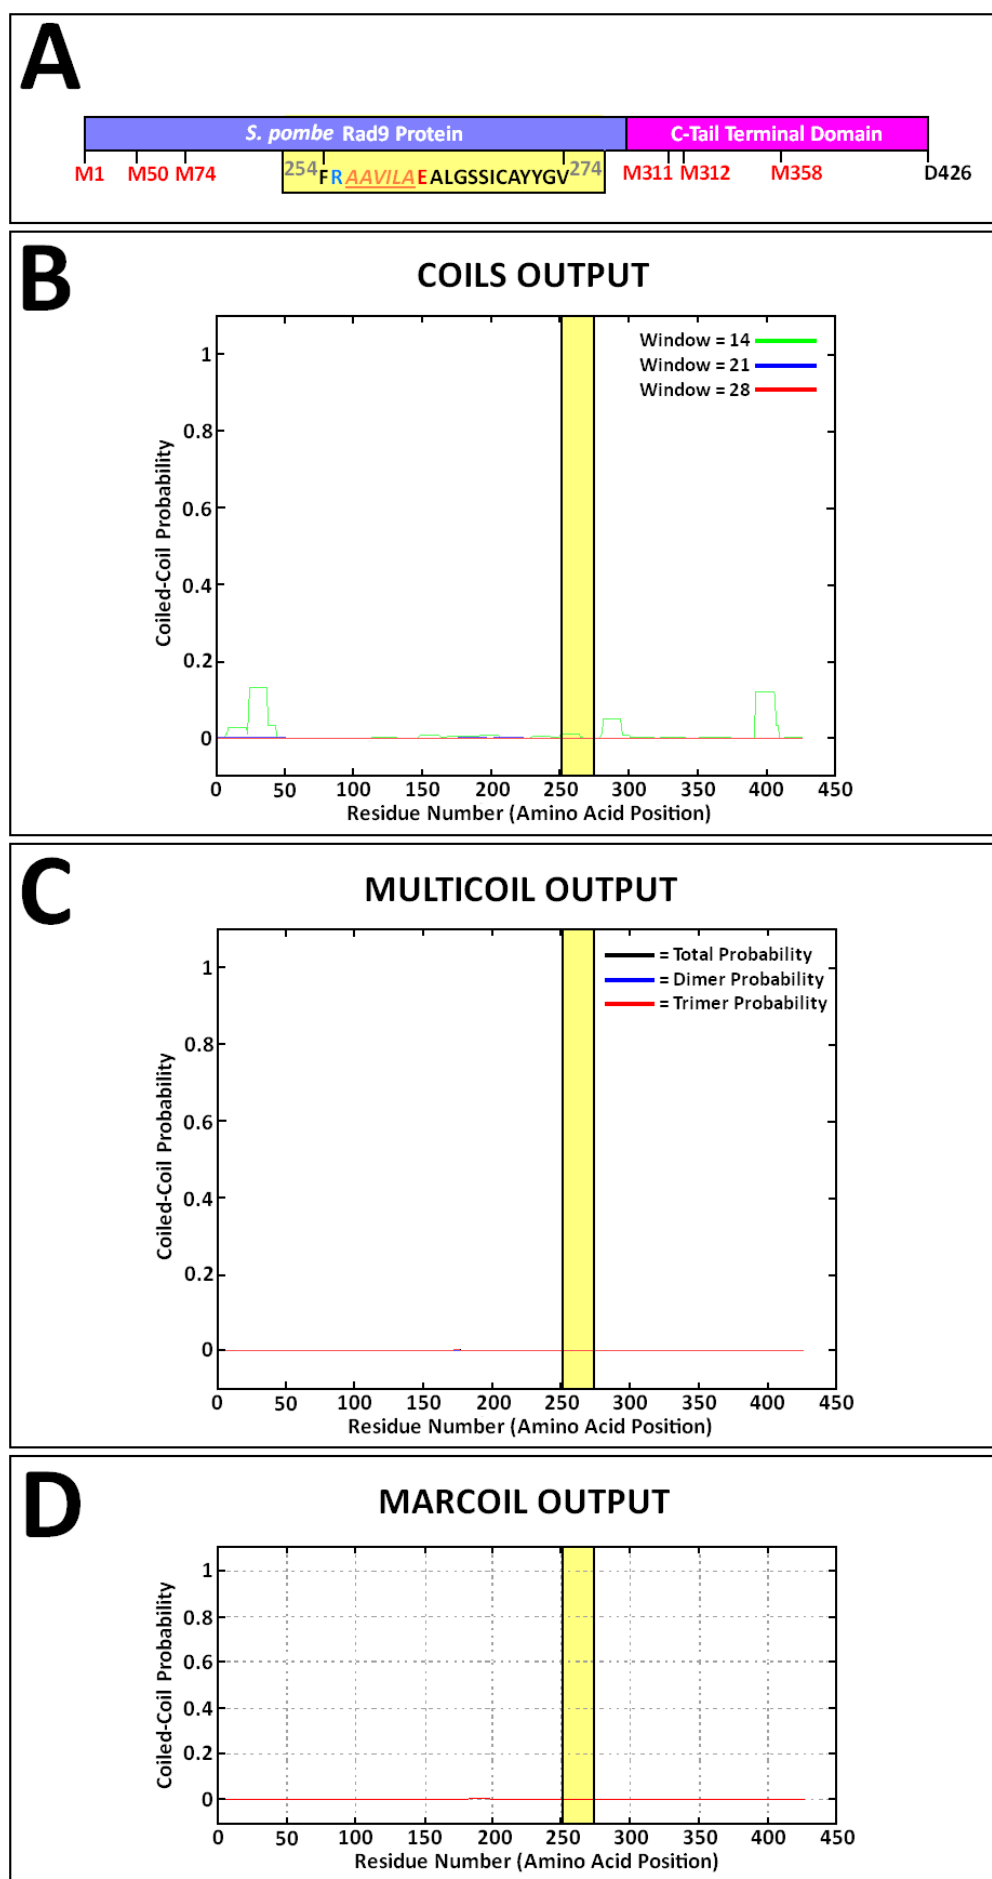 A
S. pombe Rad9 Protein
C-Tail Terminal Domain
M1 M50 M74 254 F R AAVILA E ALGSSICAYYGV 274 M311 M312 M358 D426
B
COILS OUTPUT
Window = 14
Window = 21
Window = 28
Coiled-Coil Probability
1
0.8
0.6
0.4
0.2
0
0 50 100 150 200 250 300 350 400 450
Residue Number (Amino Acid Position)
C
MULTICOIL OUTPUT
= Total Probability
= Dimer Probability
= Trimer Probability
Coiled-Coil Probability
1
0.8
0.6
0.4
0.2
0
0 50 100 150 200 250 300 350 400 450
Residue Number (Amino Acid Position)
D
MARCOIL OUTPUT
Coiled-Coil Probability
1
0.8
0.6
0.4
0.2
0
0 50 100 150 200 250 300 350 400 450
Residue Number (Amino Acid Position)